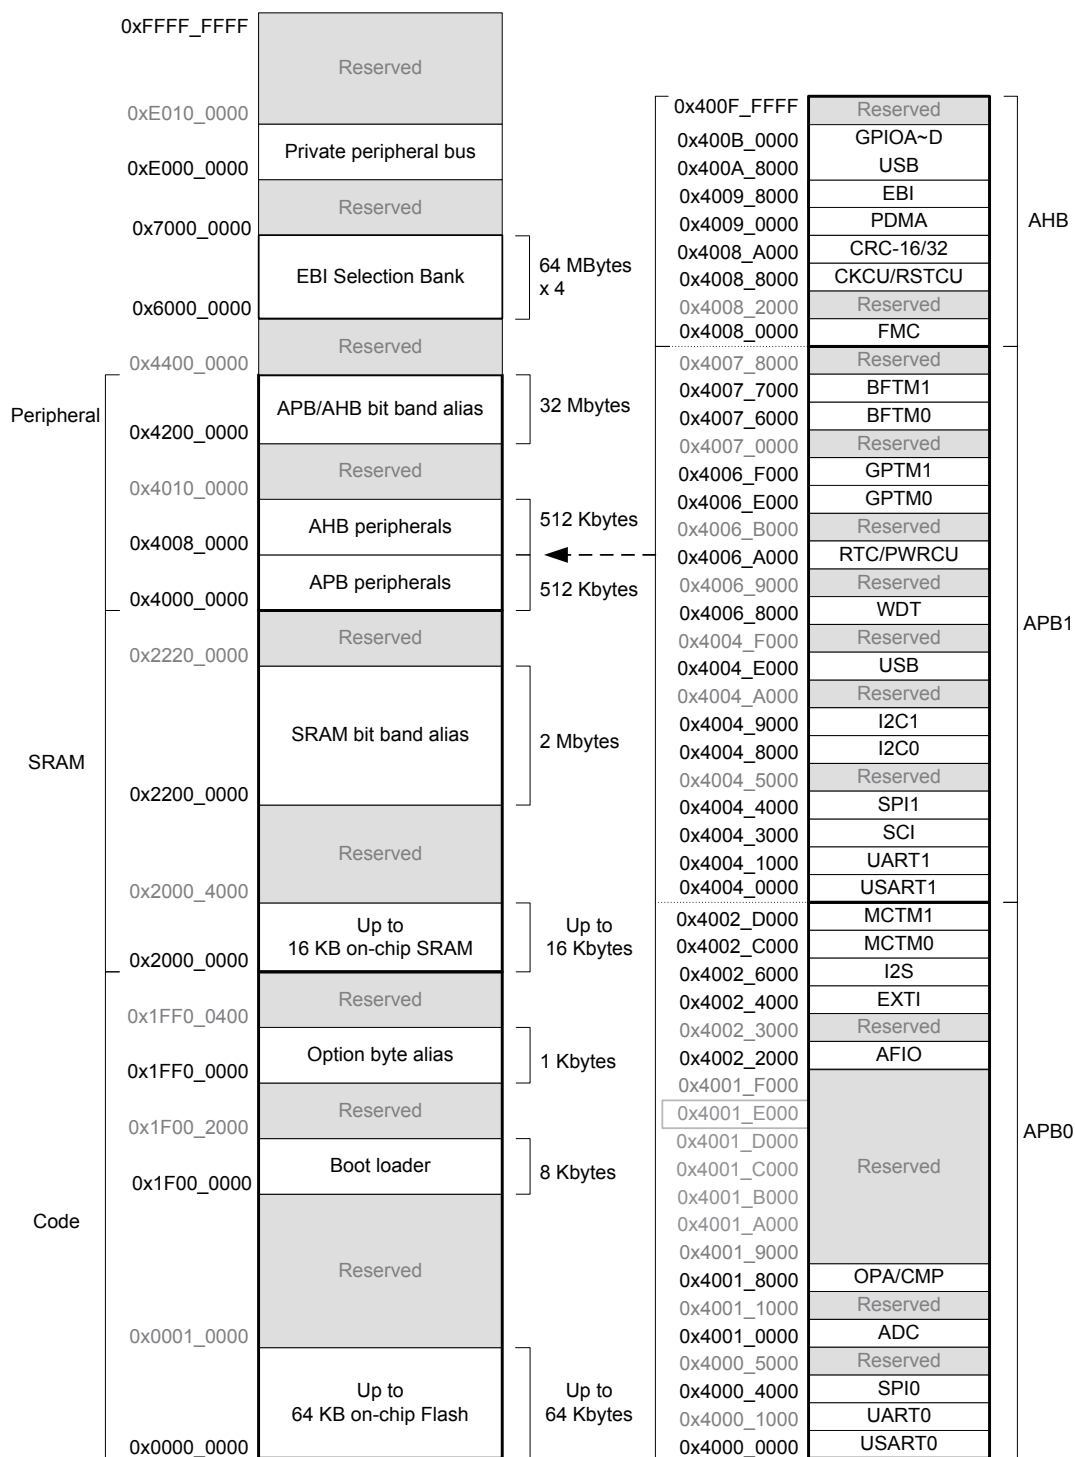 0xFFFF_FFFF
Reserved
0xE010_0000
Private peripheral bus
0xE000_0000
Reserved
0x7000_0000
EBI Selection Bank
64 MBytes
x 4
0x6000_0000
Reserved
0x4400_0000
Peripheral
APB/AHB bit band alias
32 Mbytes
0x4200_0000
Reserved
0x4010_0000
AHB peripherals
512 Kbytes
0x4008_0000
APB peripherals
512 Kbytes
0x4000_0000
Reserved
0x2220_0000
SRAM
SRAM bit band alias
2 Mbytes
0x2200_0000
Reserved
0x2000_4000
Up to
16 KB on-chip SRAM
Up to
16 Kbytes
0x2000_0000
Reserved
0x1FF0_0400
Option byte alias
1 Kbytes
0x1FF0_0000
Reserved
0x1F00_2000
Boot loader
8 Kbytes
0x1F00_0000
Code
Reserved
0x0001_0000
Up to
64 KB on-chip Flash
Up to
64 Kbytes
0x0000_0000
0x400F_FFFF Reserved
0x400B_0000 GPIOA~D
0x400A_8000 USB
0x4009_8000 EBI
0x4009_0000 PDMA
AHB
0x4008_A000 CRC-16/32
0x4008_8000 CKCU/RSTCU
0x4008_2000 Reserved
0x4008_0000 FMC
0x4007_8000 Reserved
0x4007_7000 BFTM1
0x4007_6000 BFTM0
0x4007_0000 Reserved
0x4006_F000 GPTM1
0x4006_E000 GPTM0
0x4006_B000 Reserved
0x4006_A000 RTC/PWRCU
0x4006_9000 Reserved
0x4006_8000 WDT
APB1
0x4004_F000 Reserved
0x4004_E000 USB
0x4004_A000 Reserved
0x4004_9000 I2C1
0x4004_8000 I2C0
0x4004_5000 Reserved
0x4004_4000 SPI1
0x4004_3000 SCI
0x4004_1000 UART1
0x4004_0000 USART1
0x4002_D000 MCTM1
0x4002_C000 MCTM0
0x4002_6000 I2S
0x4002_4000 EXTI
0x4002_3000 Reserved
0x4002_2000 AFIO
0x4001_F000
0x4001_E000
APB0
0x4001_D000
0x4001_C000 Reserved
0x4001_B000
0x4001_A000
0x4001_9000
0x4001_8000 OPA/CMP
0x4001_1000 Reserved
0x4001_0000 ADC
0x4000_5000 Reserved
0x4000_4000 SPI0
0x4000_1000 UART0
0x4000_0000 USART0